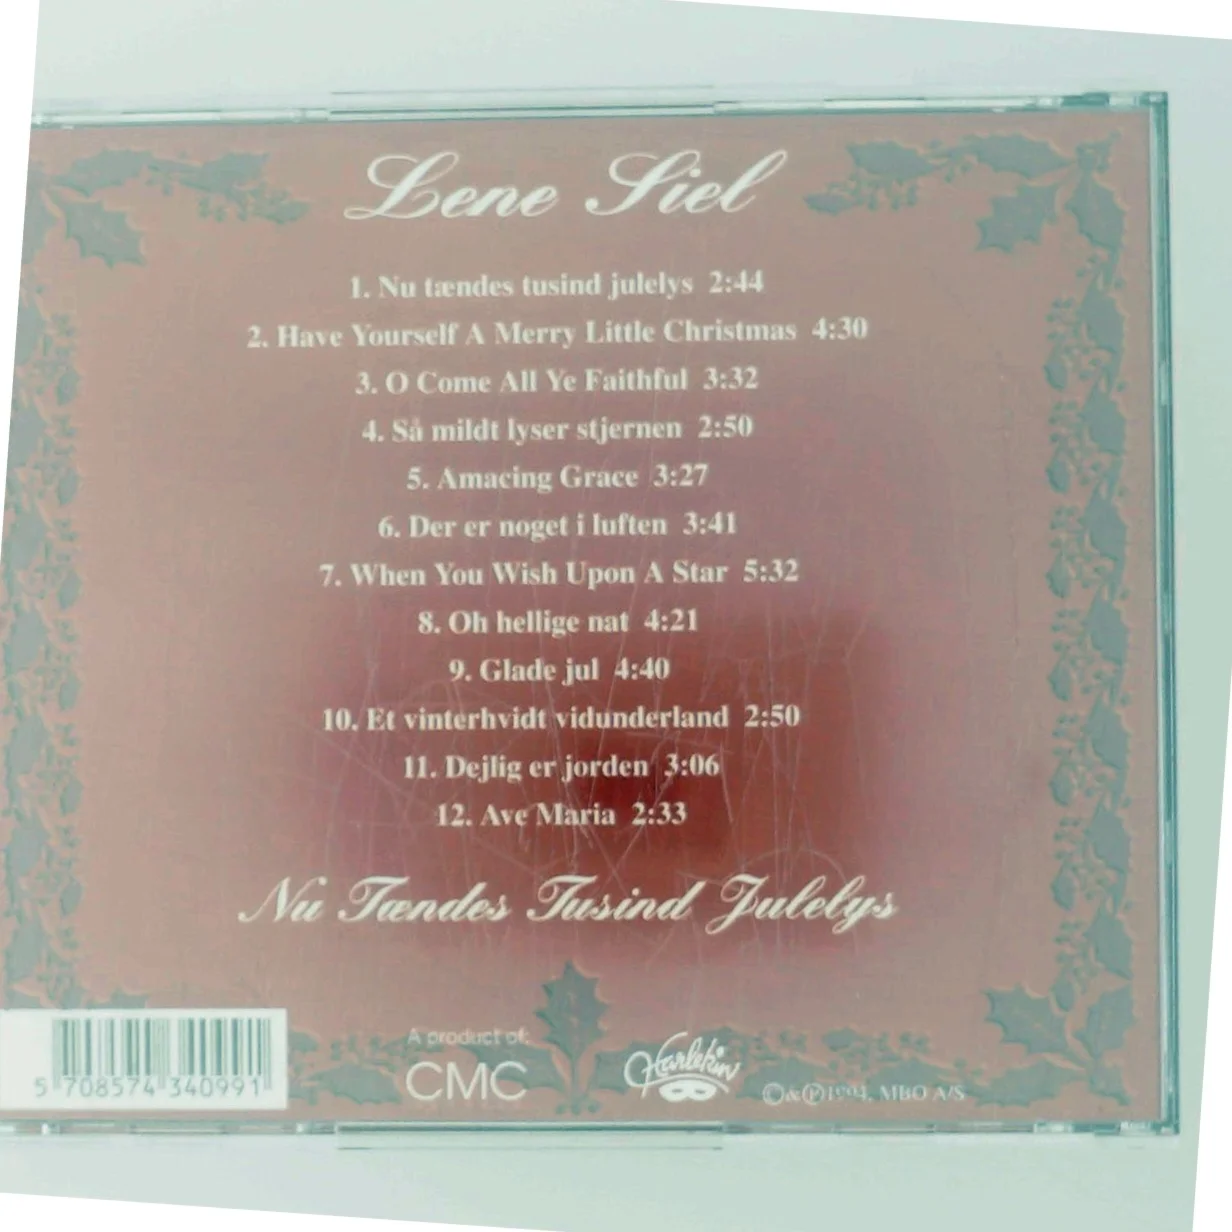 Lene Siel
1. Nu tændes tusind julelys 2:44
2. Have Yourself A Merry Little Christmas 4:30
3. O Come All Ye Faithful 3:32
4. Så mildt lyser stjernen 2:50
5. Amacing Grace 3:27
6. Der er noget i luften 3:41
7. When You Wish Upon A Star 5:32
8. Oh hellige nat 4:21
9. Glade jul 4:40
10. Et vinterhvidt vidunderland 2:50
11. Dejlig er jorden 3:06
12. Ave Maria 2:33
Nu Tændes Tusind Julelys
A product of:
CMC
Harlekin
©&℗1994, MBO A/S
5 708574 340991